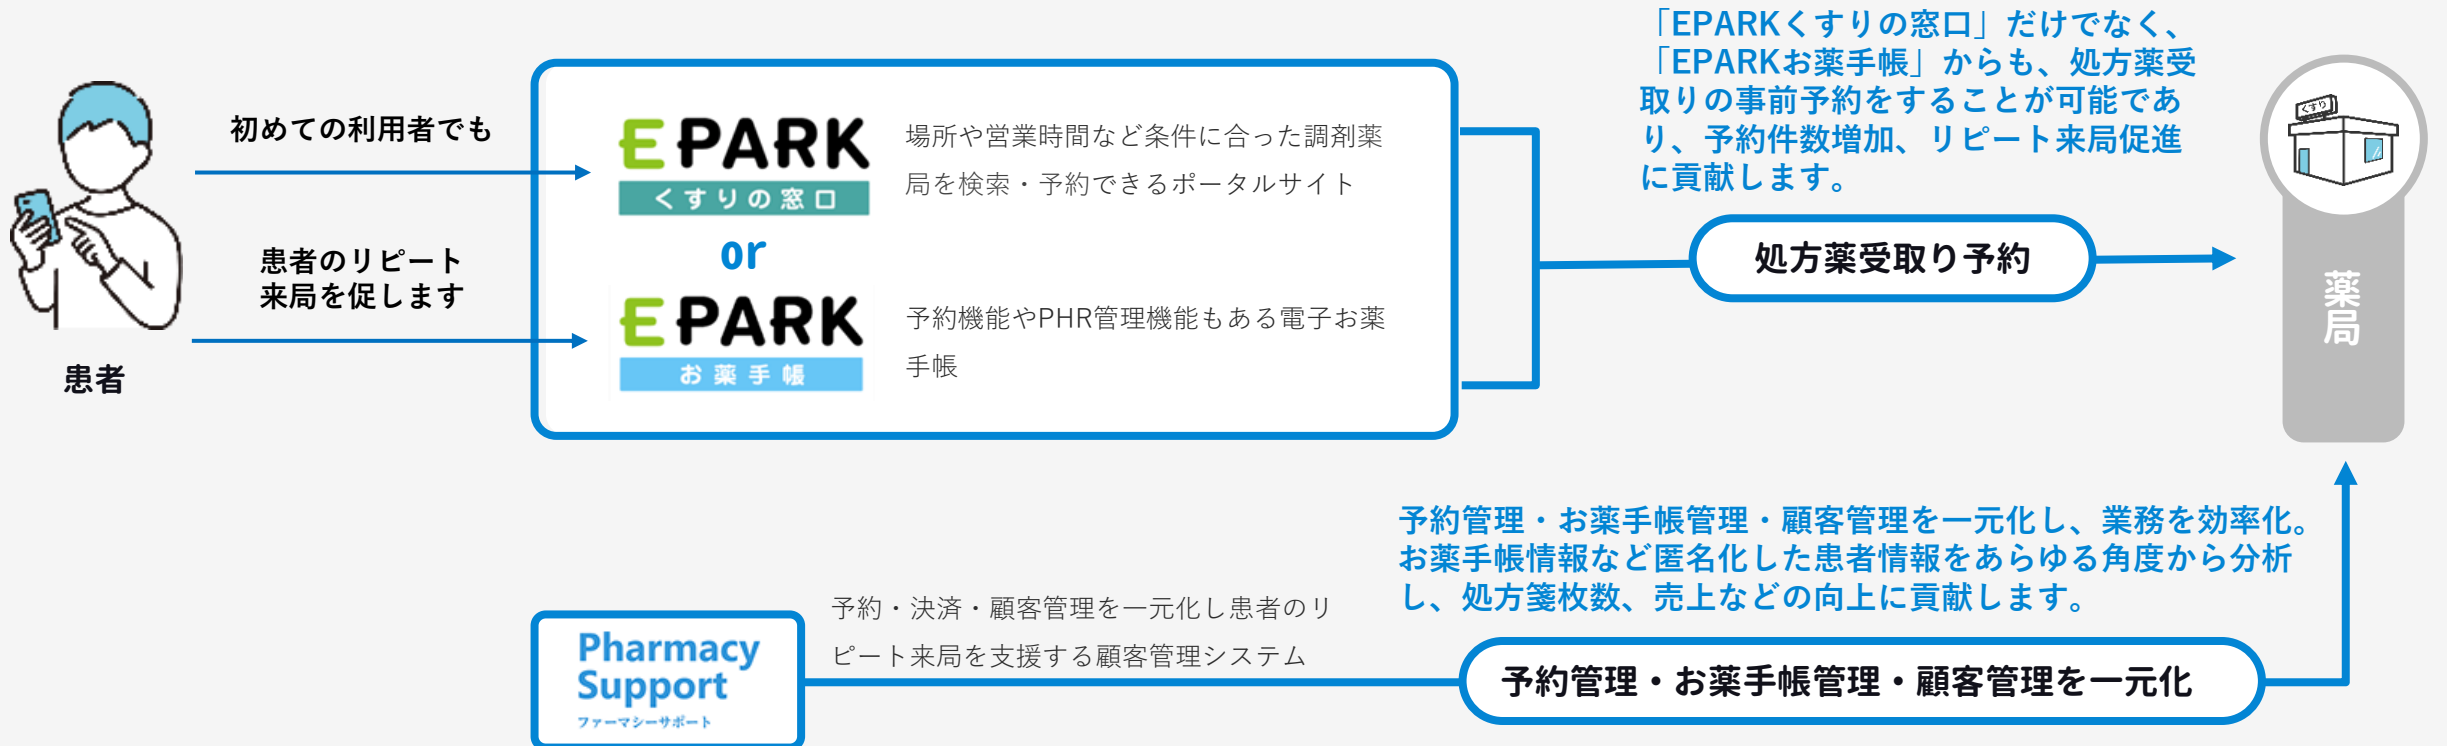 初めての利用者でも
患者のリピート
来局を促します
患者
EPARK
くすりの窓口
場所や営業時間など条件に合った調剤薬
局を検索・予約できるポータルサイト
or
EPARK
お薬手帳
予約機能やPHR管理機能もある電子お薬
手帳
「EPARKくすりの窓口」だけでなく、
「EPARKお薬手帳」からも、処方薬受
取りの事前予約をすることが可能であ
り、予約件数増加、リピート来局促進
に貢献します。
処方薬受取り予約
くすり
薬局
Pharmacy
Support
ファーマシーサポート
予約・決済・顧客管理を一元化し患者のリ
ピート来局を支援する顧客管理システム
予約管理・お薬手帳管理・顧客管理を一元化し、業務を効率化。
お薬手帳情報など匿名化した患者情報をあらゆる角度から分析
し、処方箋枚数、売上などの向上に貢献します。
予約管理・お薬手帳管理・顧客管理を一元化